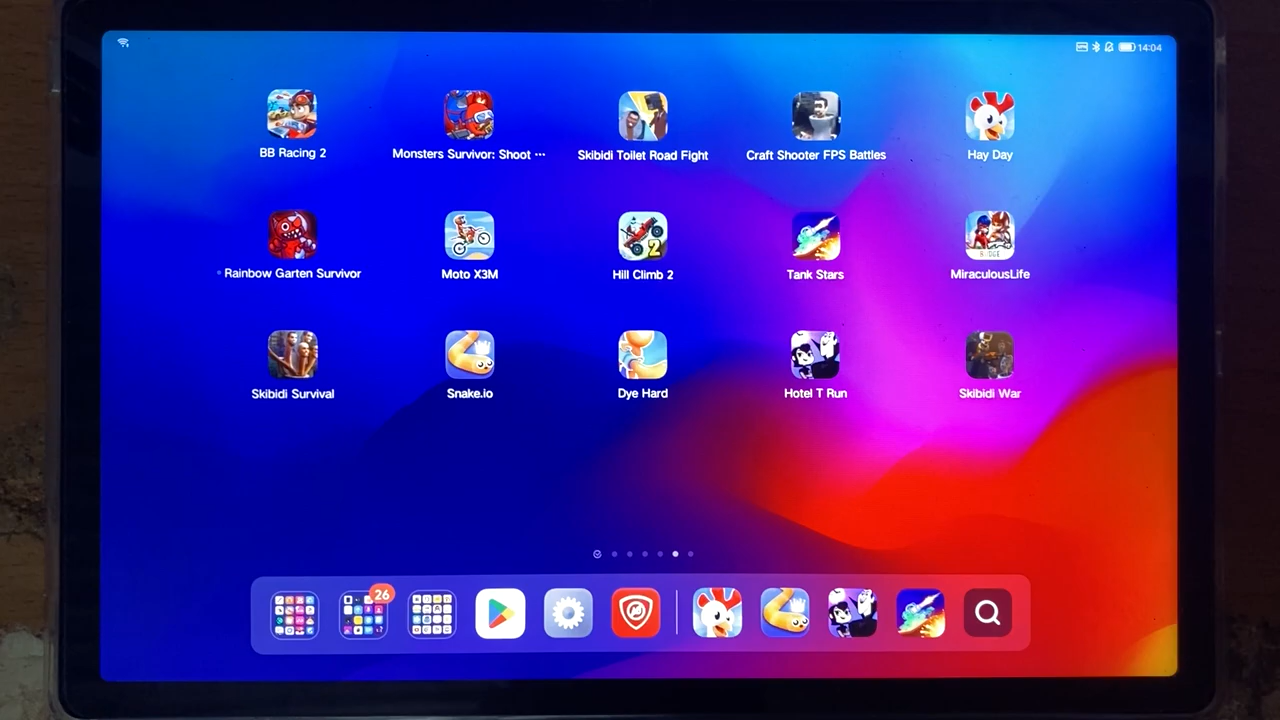 14:04
BB Racing 2
Monsters Survivor: Shoot ···
Skibidi Toilet Road Fight
Craft Shooter FPS Battles
Hay Day
Rainbow Garten Survivor
Moto X3M
Hill Climb 2
Tank Stars
MiraculousLife
Skibidi Survival
Snake.io
Dye Hard
Hotel T Run
Skibidi War
26